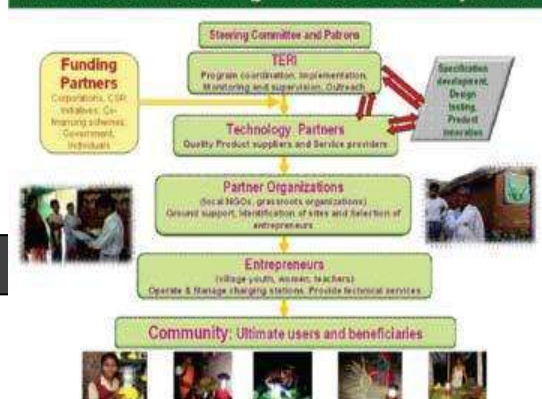 Steering Committee and Patrons
Funding
Partners
Corporations, CSR
Initiatives, Co-
financing schemes,
Government,
Individuals
TERI
Program coordination, Implementation,
Monitoring and supervision, Outreach
Specification
development,
Design
testing,
Product
innovation
Technology Partners
Quality Product suppliers and Service providers
Partner Organizations
(local NGOs, grassroots organizations)
Ground support, Identification of sites and Selection of
entrepreneurs
Entrepreneurs
(village youth, women, teachers)
Operate & Manage charging stations, Provide technical services
Community: Ultimate users and beneficiaries